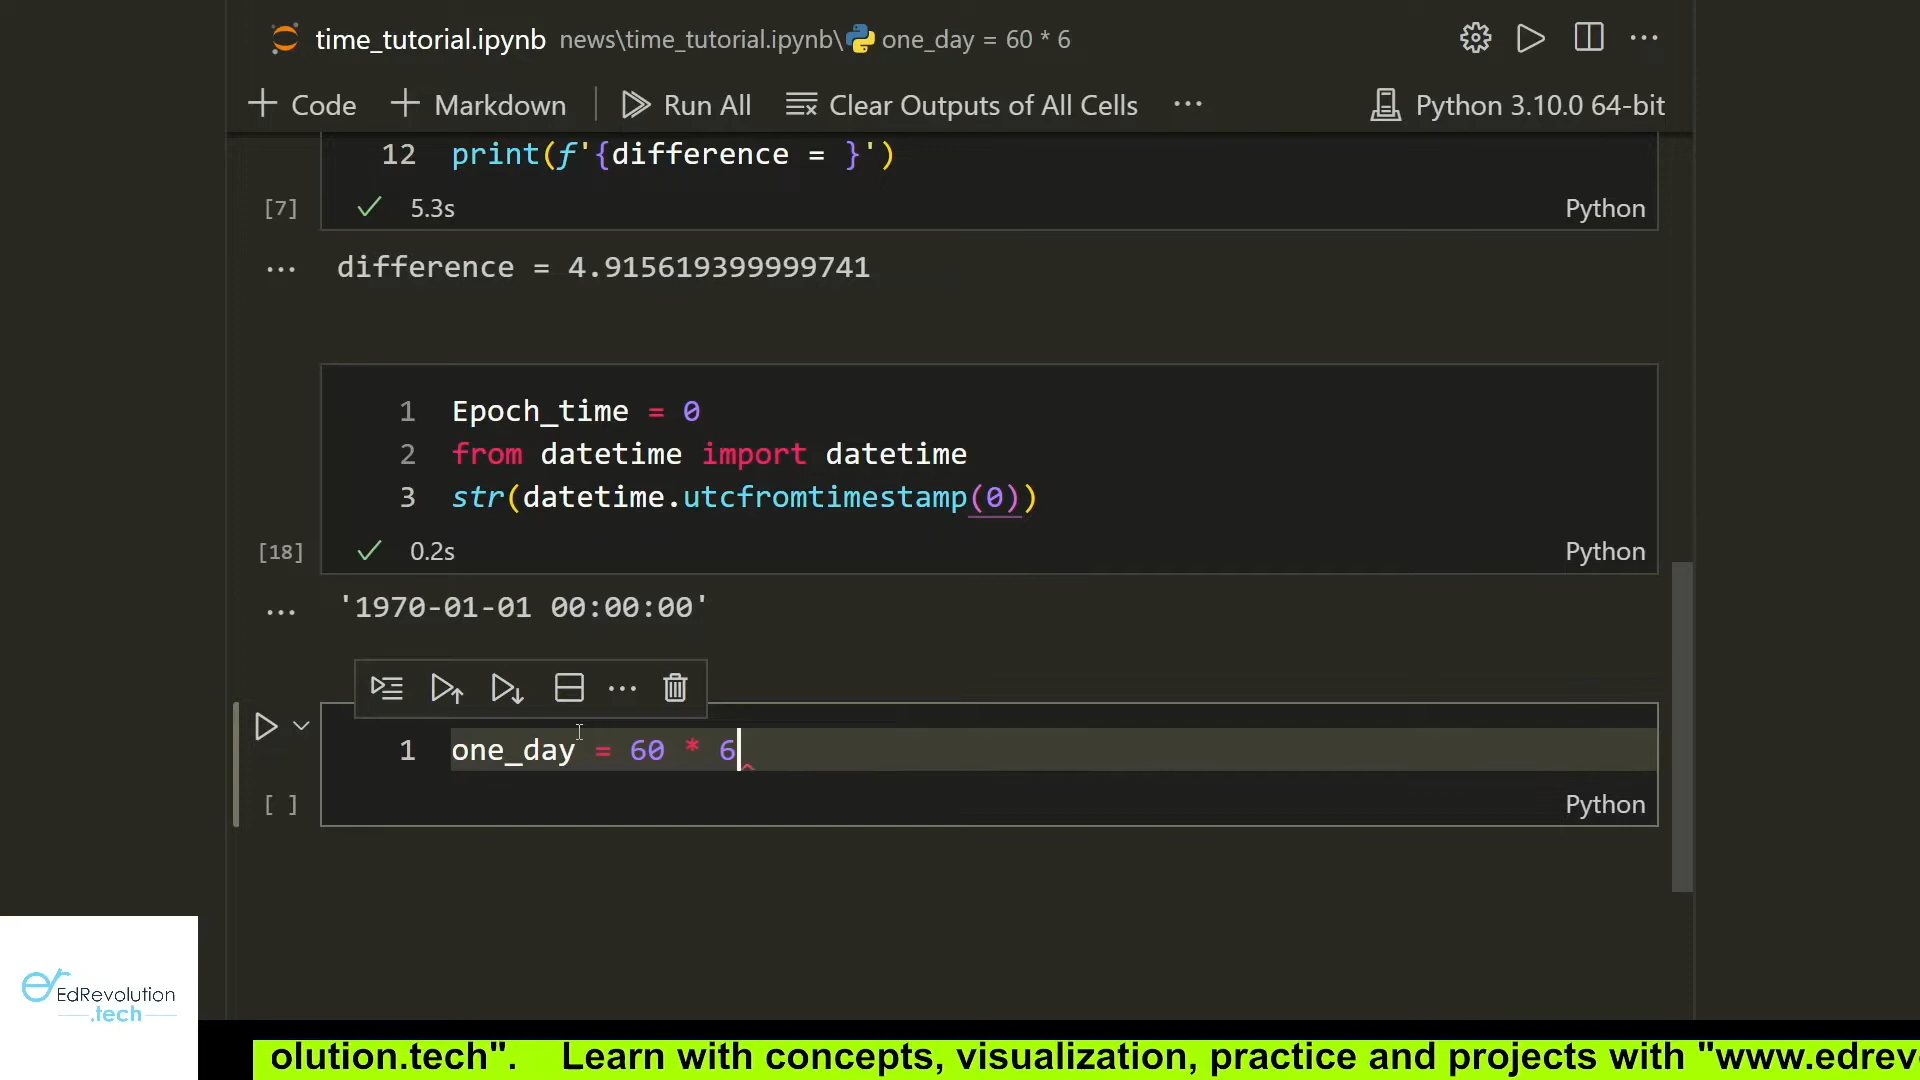 time_tutorial.ipynb news\time_tutorial.ipynb\ one_day = 60 * 6
Code Markdown Run All Clear Outputs of All Cells ... Python 3.10.0 64-bit
12 print(f'{difference = }')
[7] 5.3s Python
... difference = 4.915619399999741
1 Epoch_time = 0
2 from datetime import datetime
3 str(datetime.utcfromtimestamp(0))
[18] 0.2s Python
... '1970-01-01 00:00:00'
1 one_day = 60 * 6
[ ] Python
EdRevolution
.tech
olution.tech". Learn with concepts, visualization, practice and projects with "www.edrev